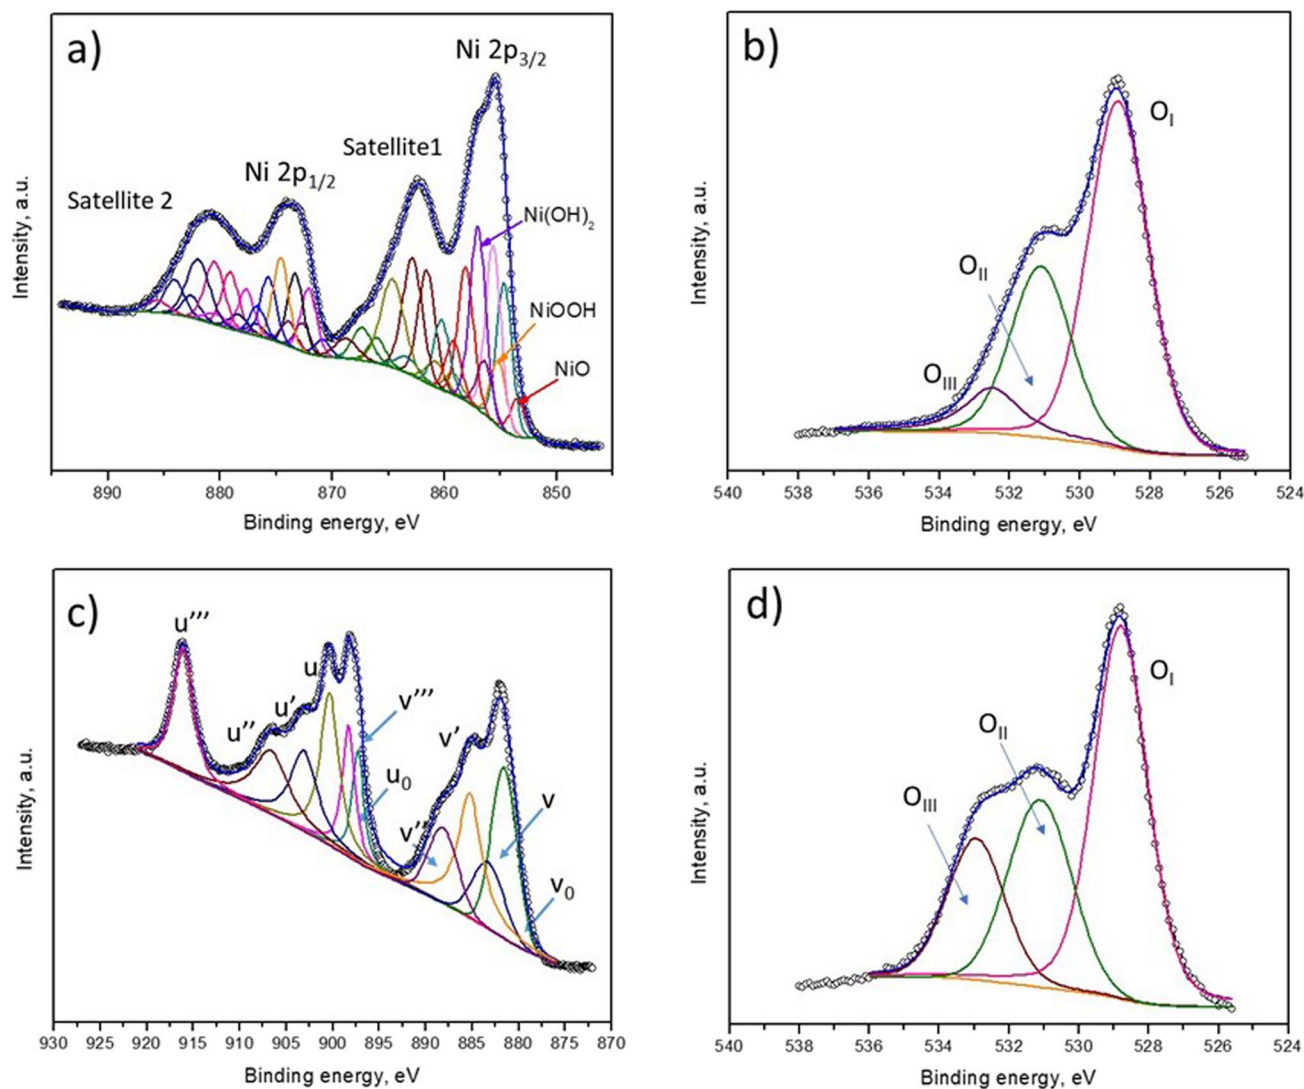 a)
Ni 2p3/2
Satellite1
Ni 2p1/2
Satellite 2
Ni(OH)2
NiOOH
NiO
Intensity, a.u.
890 880 870 860 850
Binding energy, eV
b)
OI
OII
OIII
Intensity, a.u.
540 538 536 534 532 530 528 526 524
Binding energy, eV
c)
u'''
u
u'
u''
v'''
v'
u0
v''
v
v0
Intensity, a.u.
930 925 920 915 910 905 900 895 890 885 880 875 870
Binding energy, eV
d)
OI
OII
OIII
Intensity, a.u.
540 538 536 534 532 530 528 526 524
Binding energy, eV